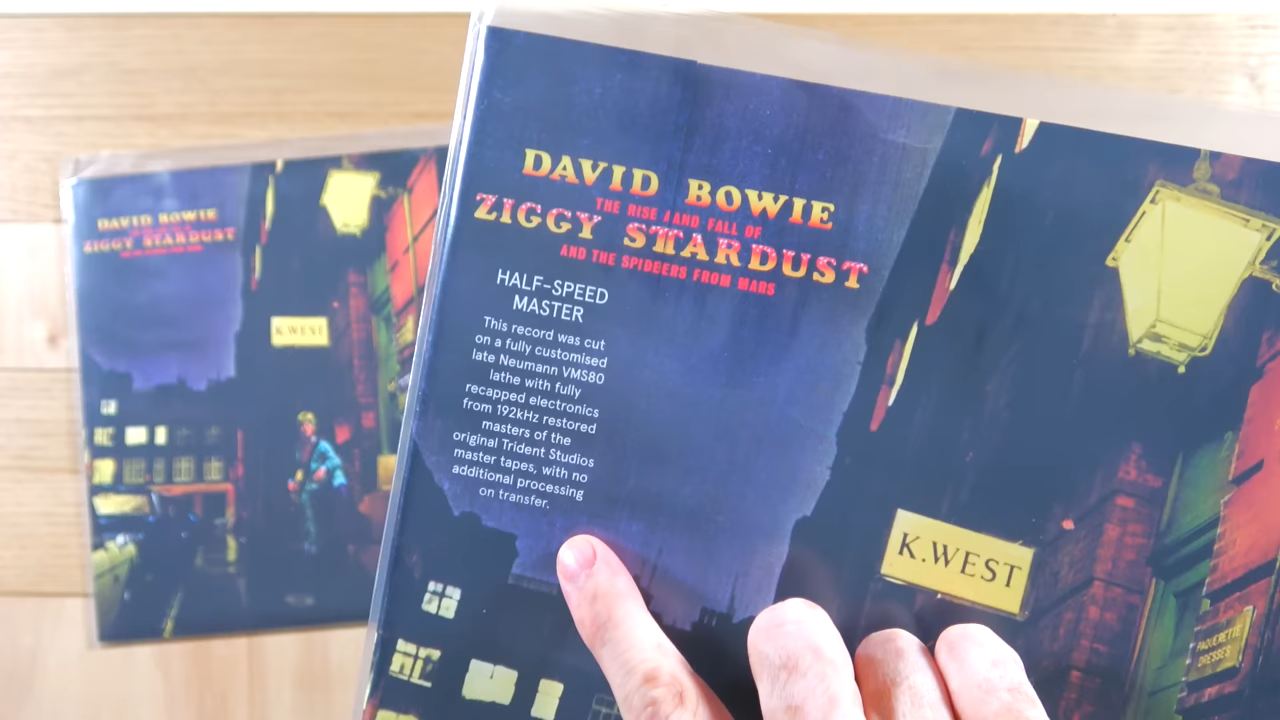 DAVID BOWIE
THE RISE AND FALL OF
ZIGGY STARDUST
AND THE SPIDERS FROM MARS
HALF-SPEED
MASTER
This record was cut
on a fully customised
late Neumann VMS80
lathe with fully
recapped electronics
from 192kHz restored
masters of the
original Trident Studios
master tapes, with no
additional processing
on transfer.
K.WEST
PAQUERETTE
DRESSES
DAVID BOWIE
ZIGGY STARDUST
K.WEST